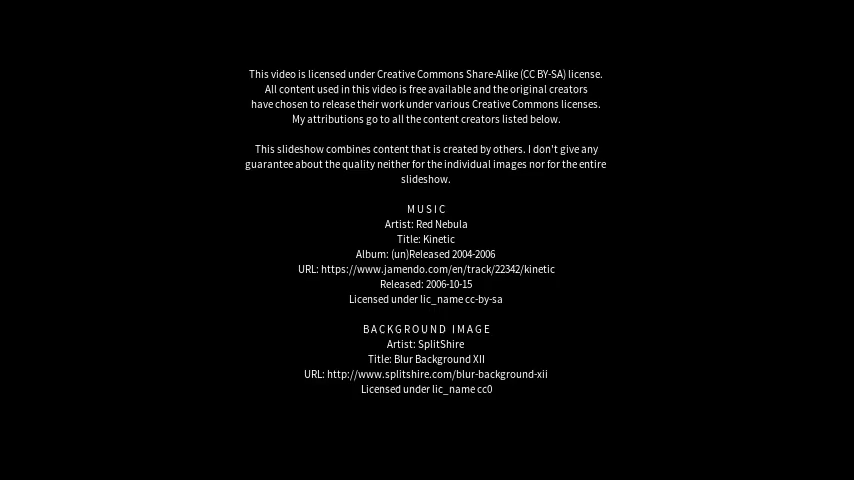 This video is licensed under Creative Commons Share-Alike (CC BY-SA) license.
All content used in this video is free available and the original creators
have chosen to release their work under various Creative Commons licenses.
My attributions go to all the content creators listed below.
This slideshow combines content that is created by others. I don't give any
guarantee about the quality neither for the individual images nor for the entire
slideshow.
MUSIC
Artist: Red Nebula
Title: Kinetic
Album: (un)Released 2004-2006
URL: https://www.jamendo.com/en/track/22342/kinetic
Released: 2006-10-15
Licensed under lic_name cc-by-sa
BACKGROUND IMAGE
Artist: SplitShire
Title: Blur Background XII
URL: http://www.splitshire.com/blur-background-xii
Licensed under lic_name cc0